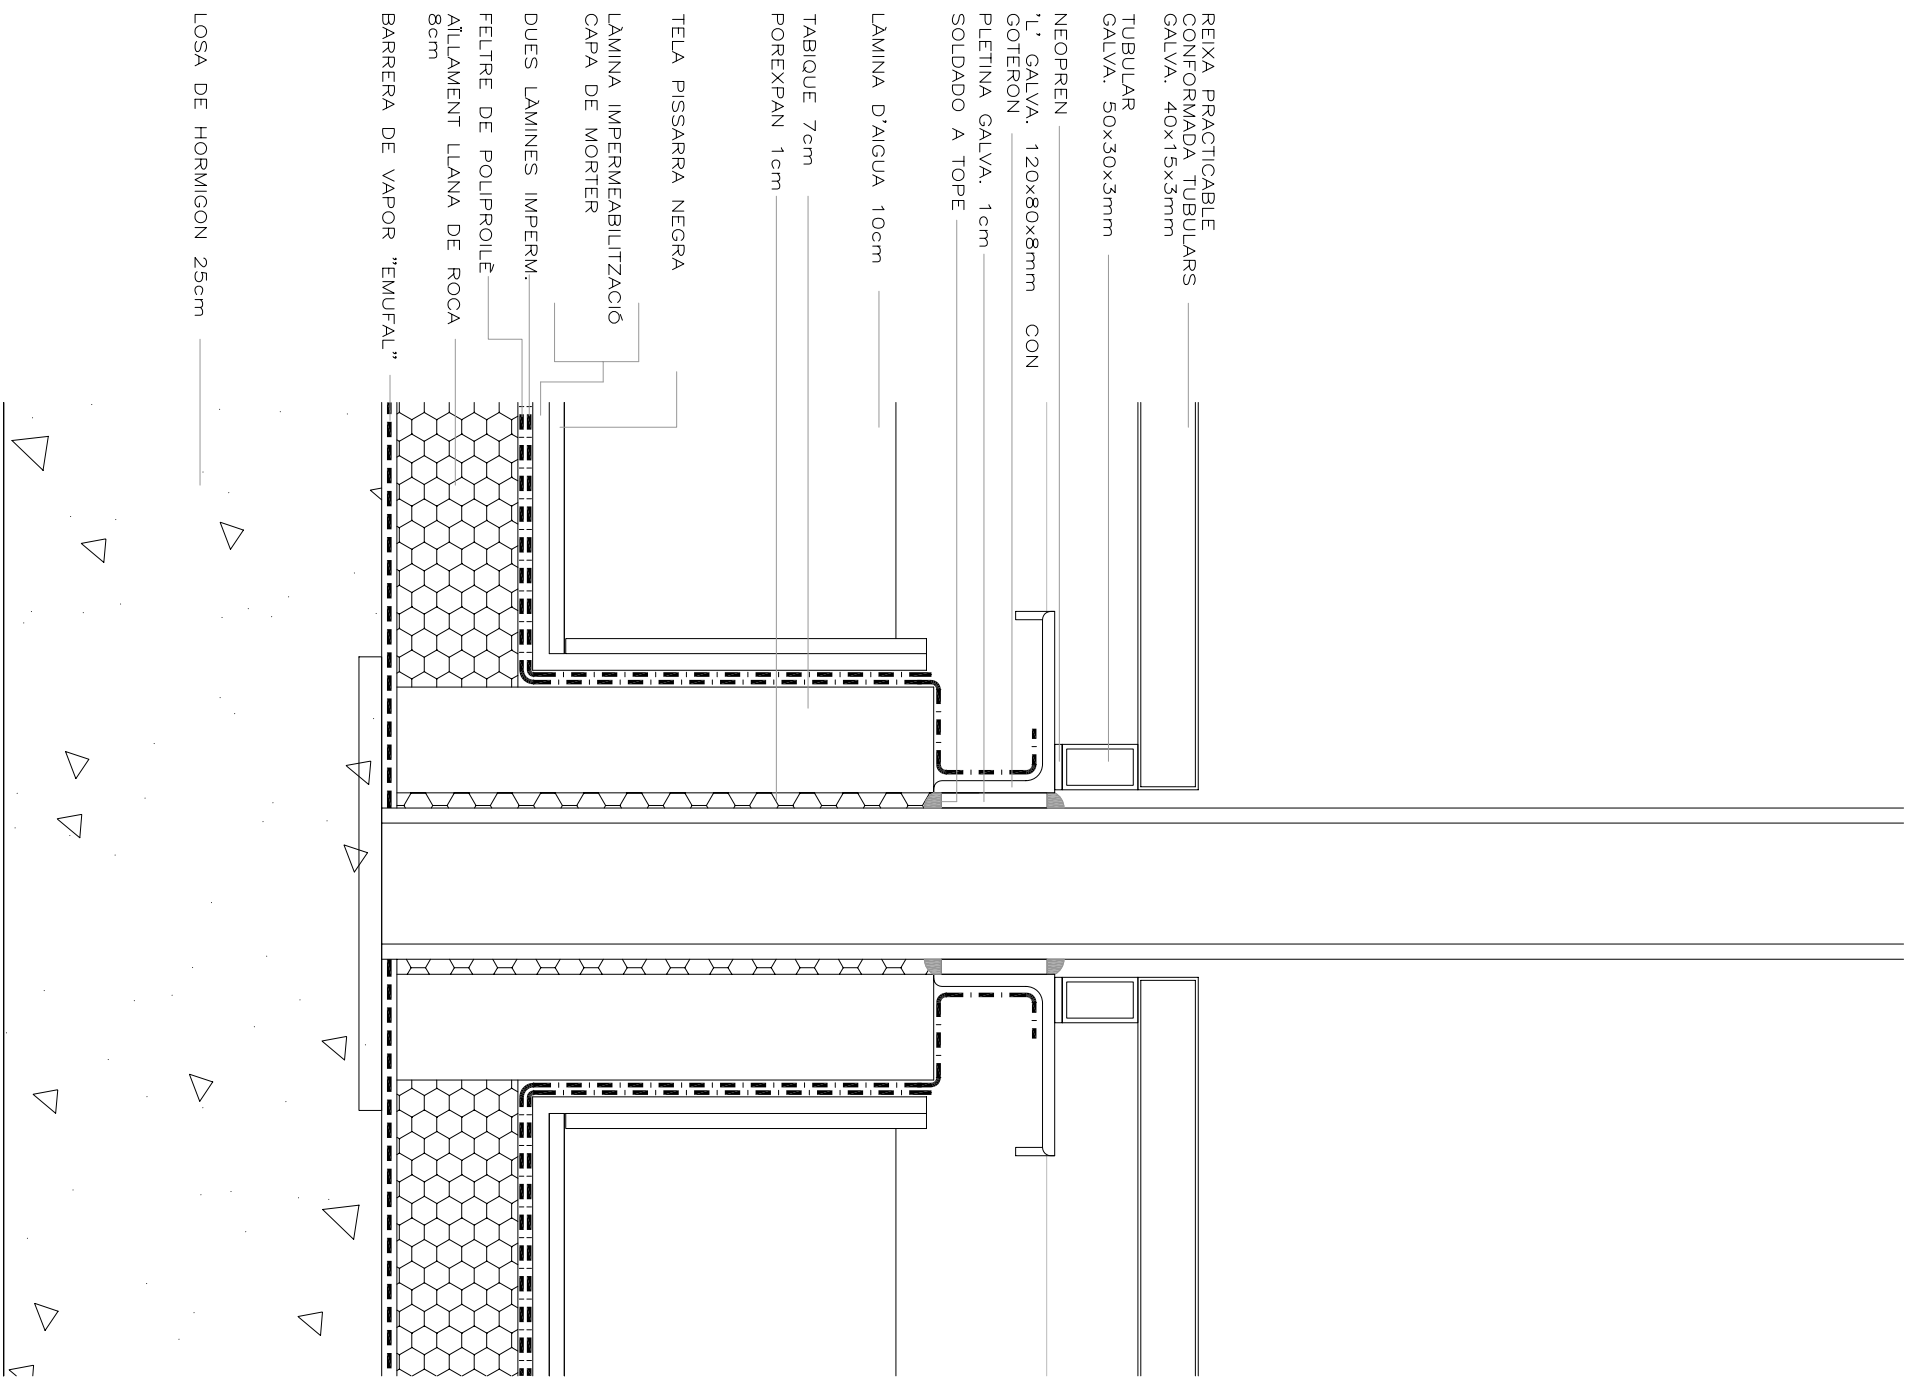 REIXA PRACTICABLE
CONFORMADA TUBULARS
GALVA. 40x15x3mm
TUBULAR
GALVA. 50x30x3mm
NEOPREN
'L' GALVA. 120x80x8mm CON
GOTERON
PLETINA GALVA. 1cm
SOLDADO A TOPE
LÀMINA D'AIGUA 10cm
TABIQUE 7cm
POREXPAN 1cm
TELA PISSARRA NEGRA
LÀMINA IMPERMEABILITZACIÓ
CAPA DE MORTER
DUES LÀMINES IMPERM.
FELTRE DE POLIPROILÈ
AÏLLAMENT LLANA DE ROCA
8cm
BARRERA DE VAPOR "EMUFAL"
LOSA DE HORMIGON 25cm